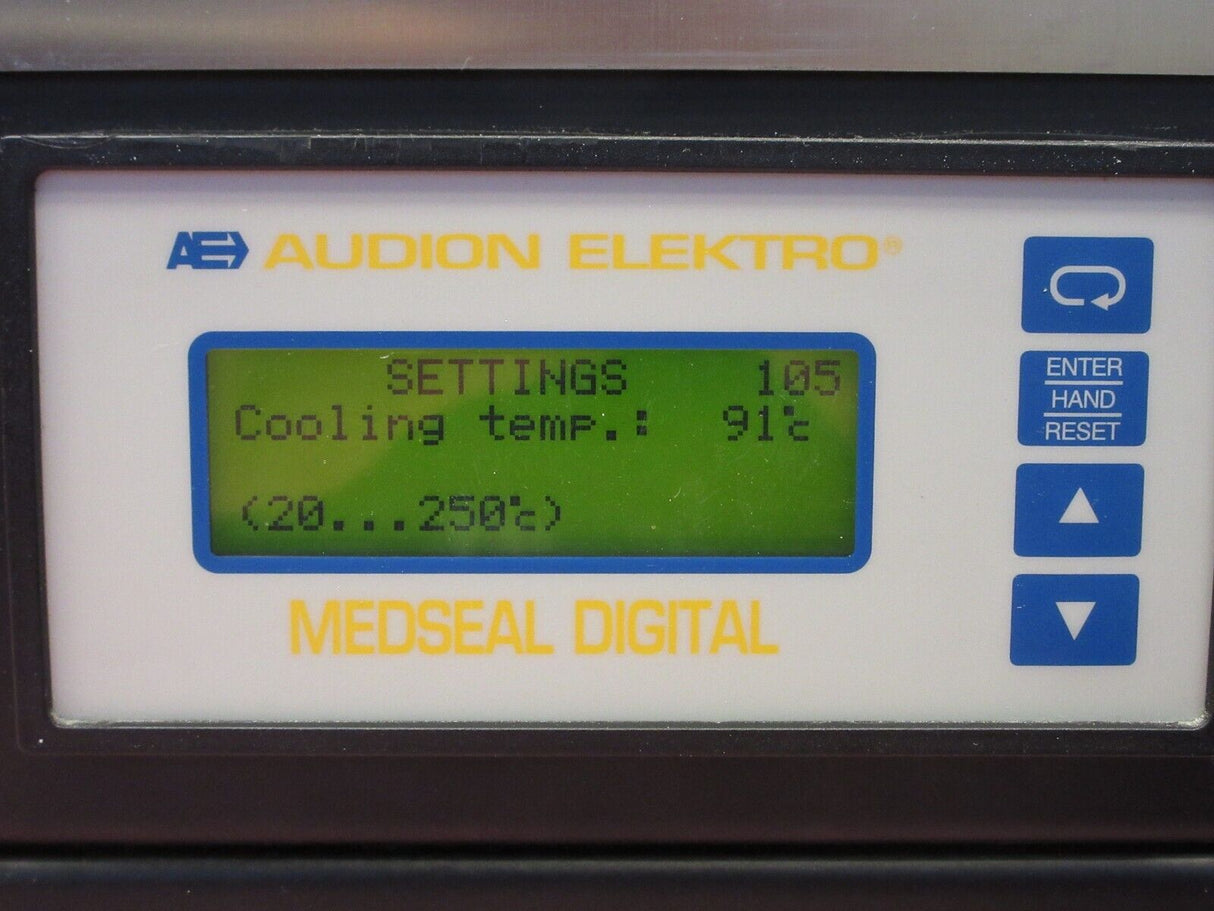 AE AUDION ELEKTRO®
SETTINGS 105
Cooling temp.: 91°c
(20...250°c)
MEDSEAL DIGITAL
ENTER
HAND
RESET